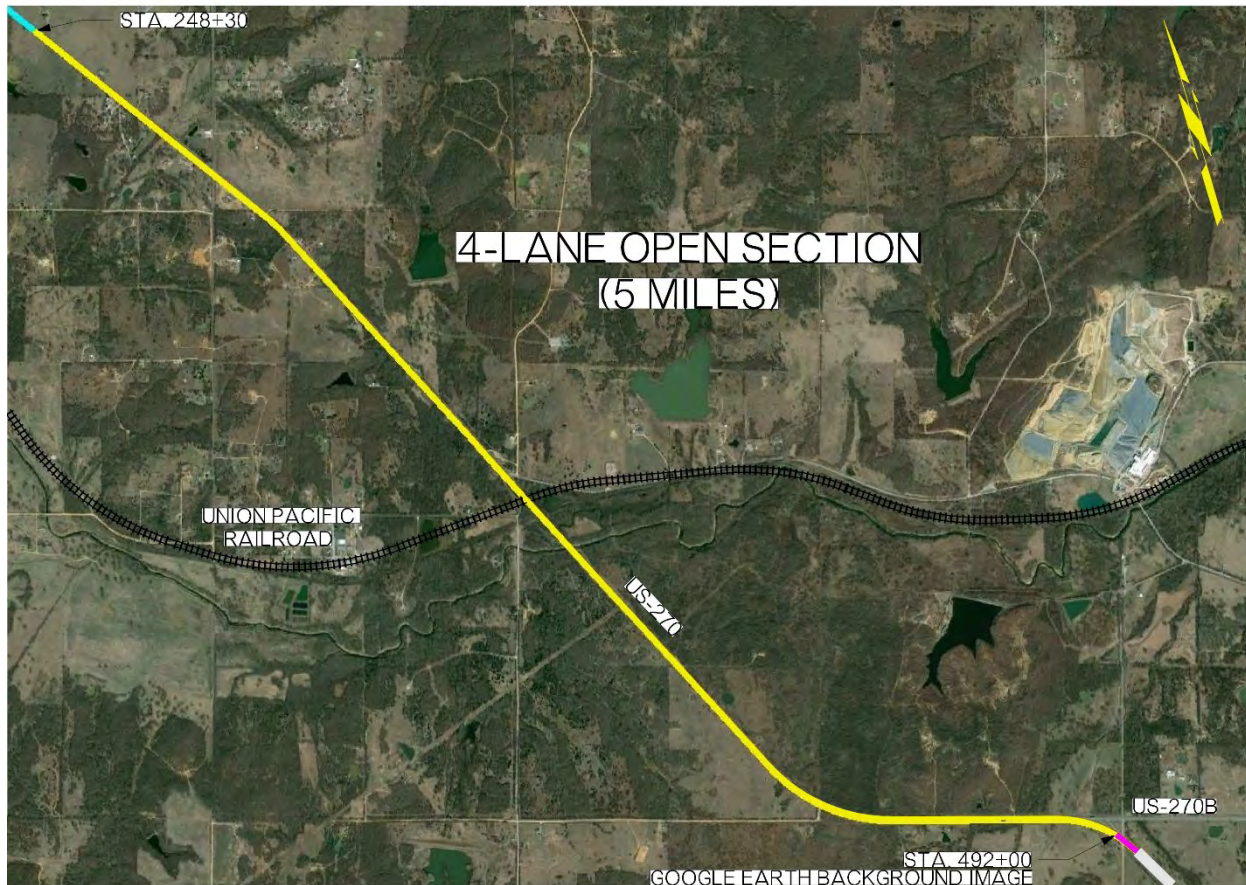 STA. 248+30
4-LANE OPEN SECTION
(5 MILES)
UNION PACIFIC
RAILROAD
US-270
US-270B
STA. 492+00
GOOGLE EARTH BACKGROUND IMAGE